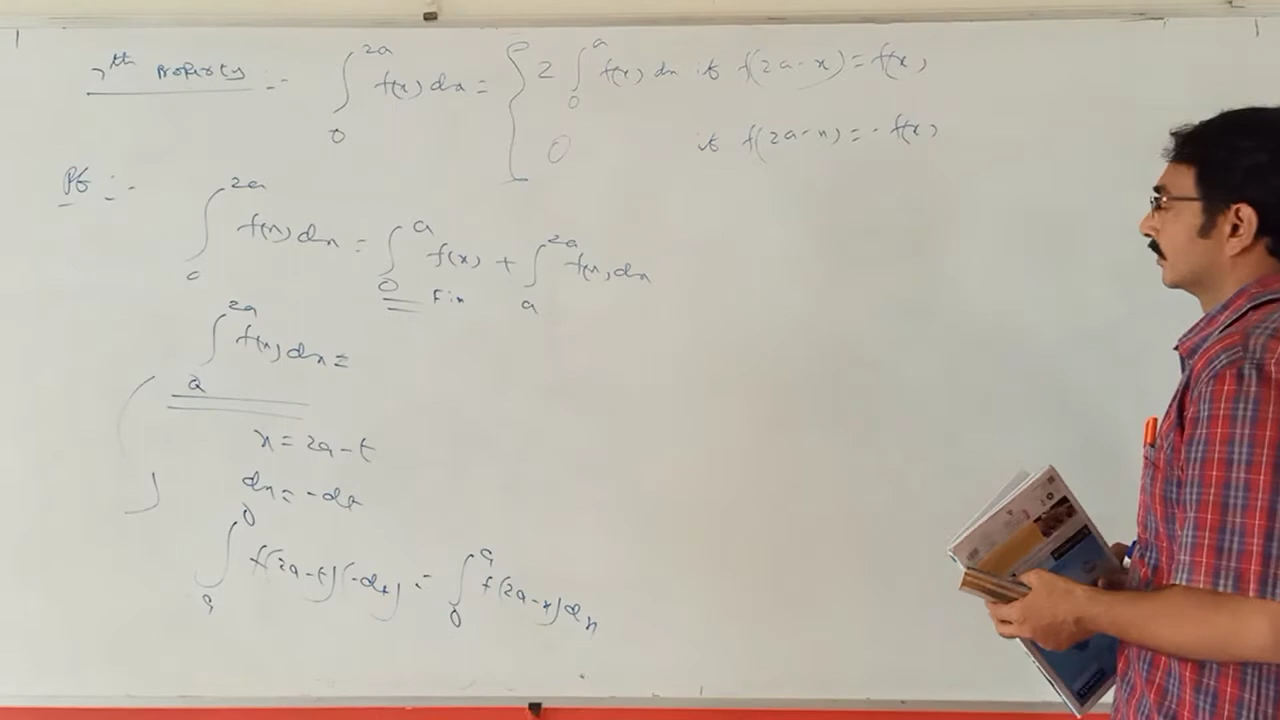 7th Property :- ∫₀²ᵃ f(x) dx = { 2 ∫₀ᵃ f(x) dx if f(2a-x) = f(x)
0 if f(2a-x) = -f(x)
Pf :- ∫₀²ᵃ f(x) dx = ∫₀ᵃ f(x) + ∫ₐ²ᵃ f(x) dx
Fix
∫ₐ²ᵃ f(x) dx =
x = 2a - t
dx = -dt
∫ₐ⁰ f(2a-t)(-dt) = ∫₀ᵃ f(2a-x) dx